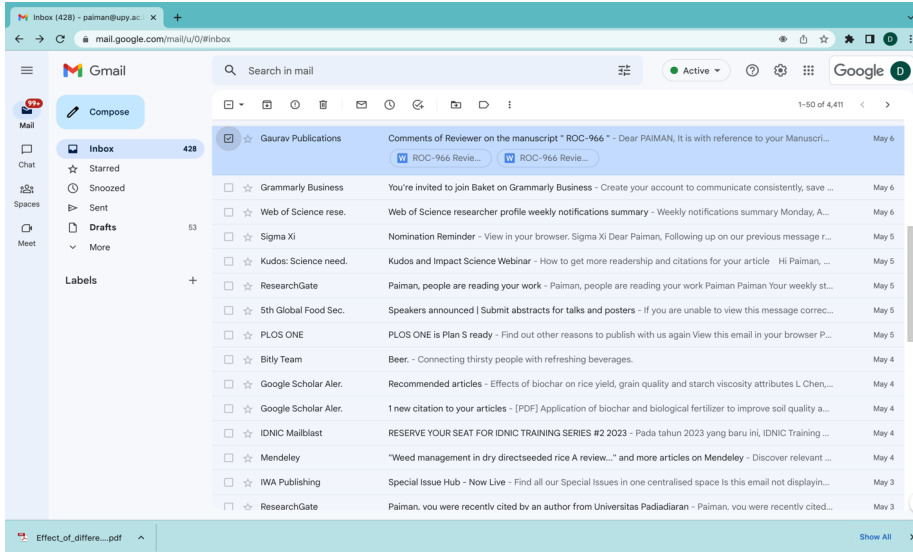 Inbox (428) - paiman@upy.ac.i
mail.google.com/mail/u/0/#inbox
D
Gmail
Search in mail
Active
Google D
99+
Mail
Chat
Spaces
Meet
Compose
Inbox 428
Starred
Snoozed
Sent
Drafts 53
More
Labels
1–50 of 4,411
Gaurav Publications Comments of Reviewer on the manuscript " ROC-966 " - Dear PAIMAN, It is with reference to your Manuscri... May 6
W ROC-966 Revie... W ROC-966 Revie...
Grammarly Business You're invited to join Baket on Grammarly Business - Create your account to communicate consistently, save ... May 6
Web of Science rese. Web of Science researcher profile weekly notifications summary - Weekly notifications summary Monday, A... May 6
Sigma Xi Nomination Reminder - View in your browser. Sigma Xi Dear Paiman, Following up on our previous message r... May 5
Kudos: Science need. Kudos and Impact Science Webinar - How to get more readership and citations for your article Hi Paiman, ... May 5
ResearchGate Paiman, people are reading your work - Paiman, people are reading your work Paiman Paiman Your weekly st... May 5
5th Global Food Sec. Speakers announced | Submit abstracts for talks and posters - If you are unable to view this message correc... May 5
PLOS ONE PLOS ONE is Plan S ready - Find out other reasons to publish with us again View this email in your browser P... May 5
Bitly Team Beer. - Connecting thirsty people with refreshing beverages. May 4
Google Scholar Aler. Recommended articles - Effects of biochar on rice yield, grain quality and starch viscosity attributes L Chen,... May 4
Google Scholar Aler. 1 new citation to your articles - [PDF] Application of biochar and biological fertilizer to improve soil quality a... May 4
IDNIC Mailblast RESERVE YOUR SEAT FOR IDNIC TRAINING SERIES #2 2023 - Pada tahun 2023 yang baru ini, IDNIC Training ... May 4
Mendeley "Weed management in dry directseeded rice A review..." and more articles on Mendeley - Discover relevant ... May 4
IWA Publishing Special Issue Hub - Now Live - Find all our Special Issues in one centralised space Is this email not displayin... May 3
ResearchGate Paiman, you were recently cited by an author from Universitas Padjadjaran - Paiman, you were recently cited... May 3
Effect_of_differe....pdf
Show All